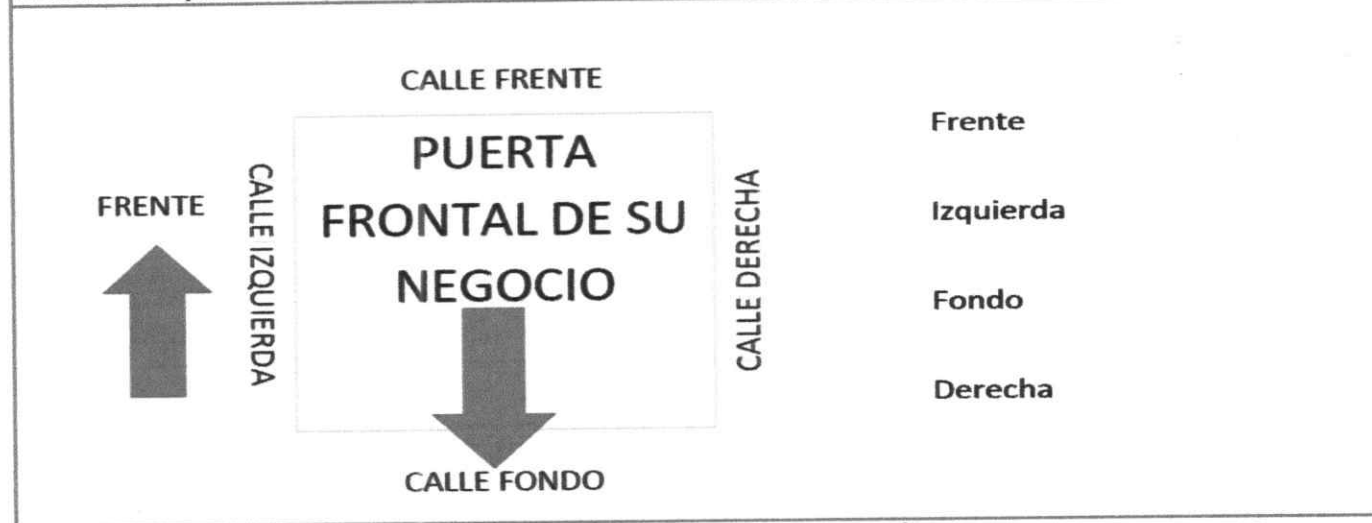 CALLE FRENTE
PUERTA
FRONTAL DE SU
NEGOCIO
FRENTE
CALLE IZQUIERDA
CALLE DERECHA
CALLE FONDO
Frente
Izquierda
Fondo
Derecha